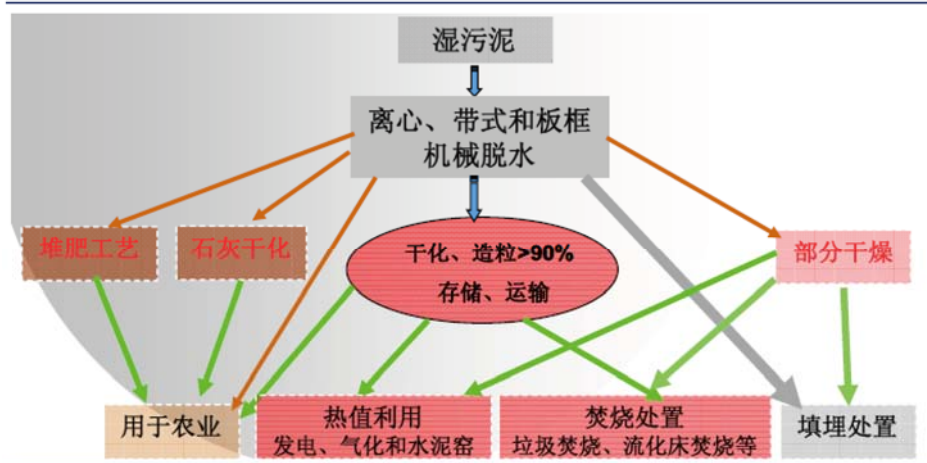 湿污泥
离心、带式和板框
机械脱水
堆肥工艺
石灰干化
干化、造粒>90%
存储、运输
部分干燥
用于农业
热值利用
发电、气化和水泥窑
焚烧处置
垃圾焚烧、流化床焚烧等
填埋处置